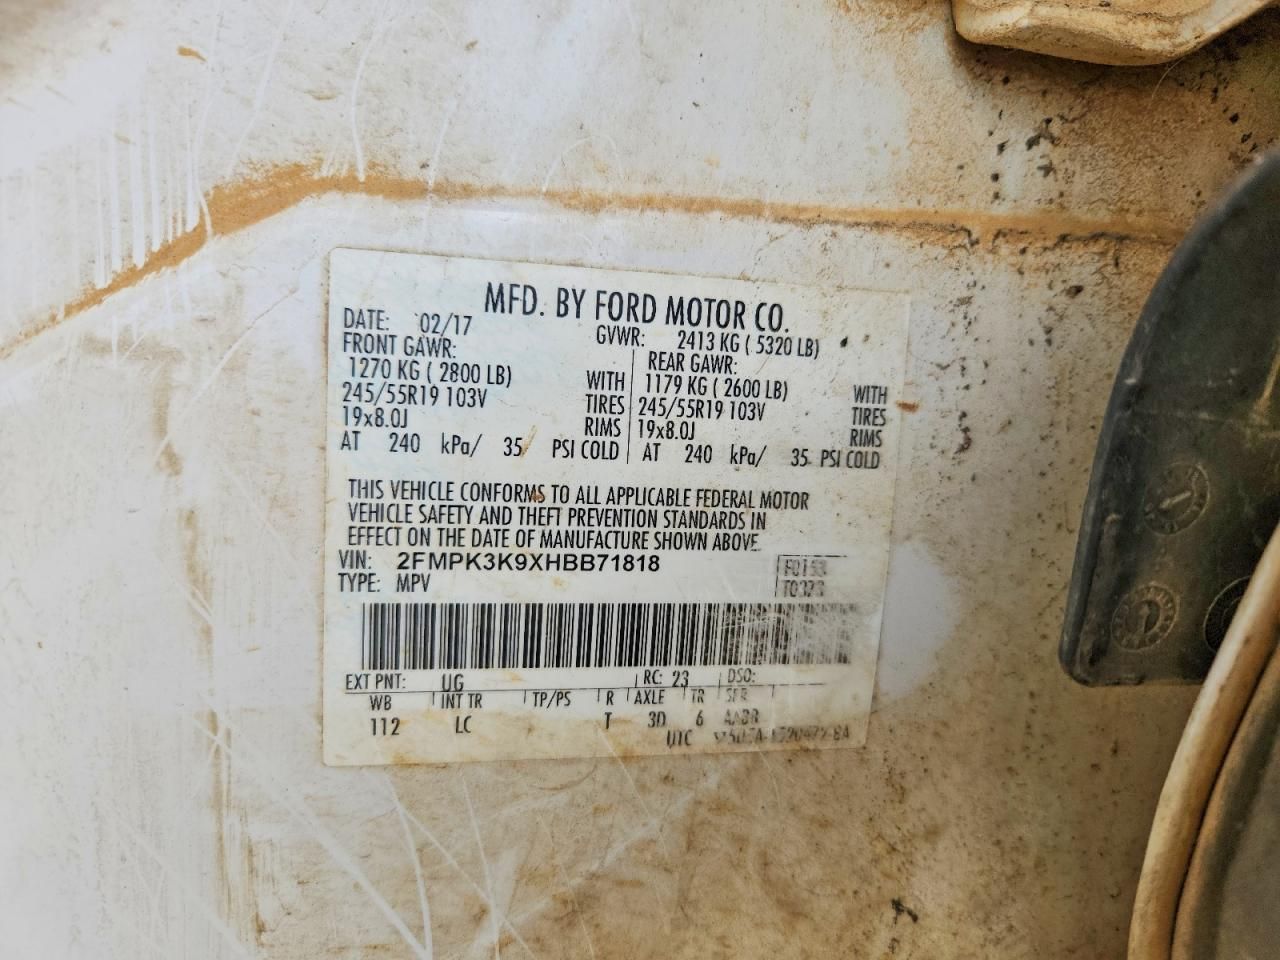 MFD. BY FORD MOTOR CO.
DATE: 02/17 GVWR: 2413 KG ( 5320 LB)
FRONT GAWR: REAR GAWR:
1270 KG ( 2800 LB) WITH 1179 KG ( 2600 LB) WITH
245/55R19 103V TIRES 245/55R19 103V TIRES
19x8.0J RIMS 19x8.0J RIMS
AT 240 kPa/ 35 PSI COLD AT 240 kPa/ 35 PSI COLD
THIS VEHICLE CONFORMS TO ALL APPLICABLE FEDERAL MOTOR
VEHICLE SAFETY AND THEFT PREVENTION STANDARDS IN
EFFECT ON THE DATE OF MANUFACTURE SHOWN ABOVE.
VIN: 2FMPK3K9XHBB71818 F0153
TYPE: MPV T0323
EXT PNT: UG RC: 23 DSO:
WB INT TR TP/PS R AXLE TR SPR
112 LC T 3D 6 AABR
UTC